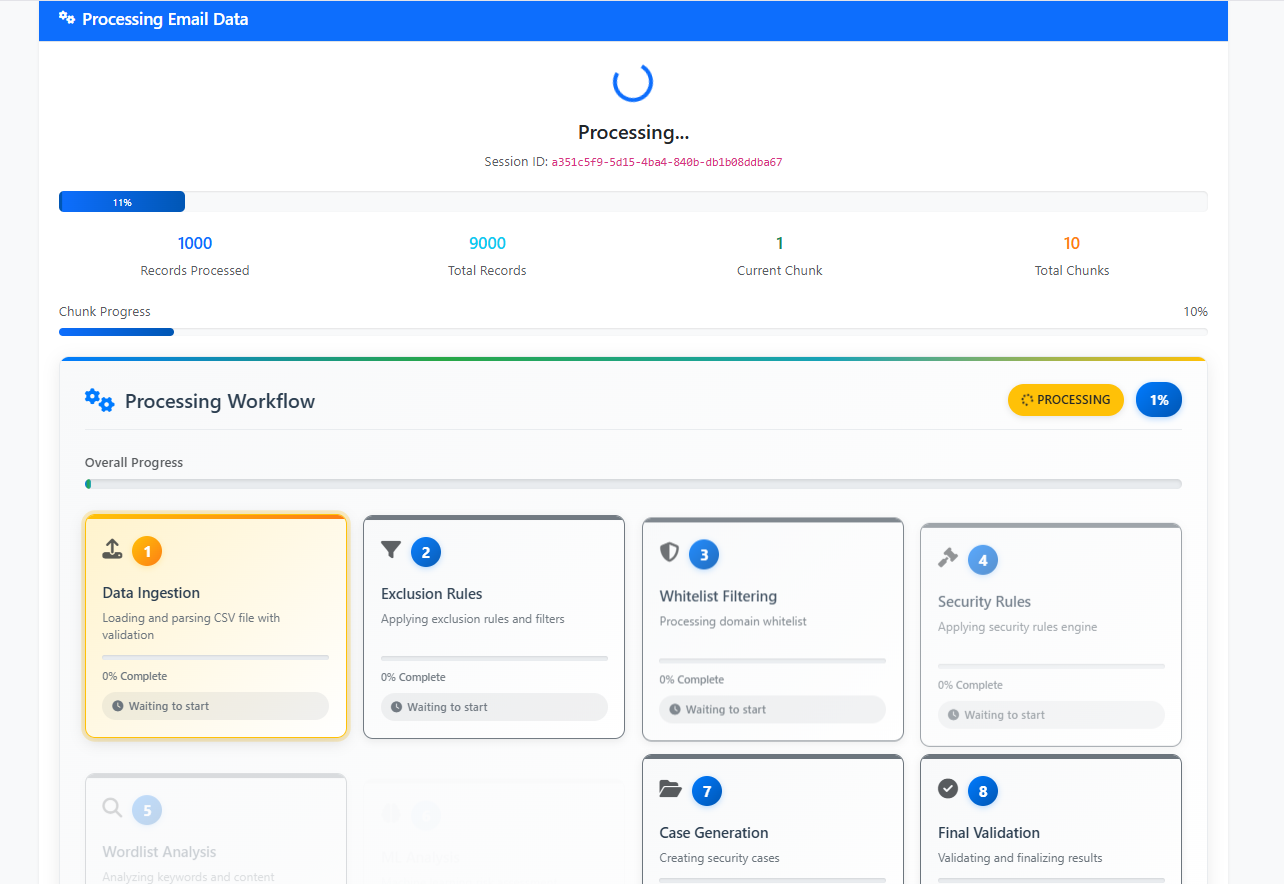 Processing Email Data
Processing...
Session ID: a351c5f9-5d15-4ba4-840b-db1b08ddba67
11%
1000
Records Processed
9000
Total Records
1
Current Chunk
10
Total Chunks
Chunk Progress
10%
Processing Workflow
PROCESSING
1%
Overall Progress
1
Data Ingestion
Loading and parsing CSV file with
validation
0% Complete
Waiting to start
2
Exclusion Rules
Applying exclusion rules and filters
0% Complete
Waiting to start
3
Whitelist Filtering
Processing domain whitelist
0% Complete
Waiting to start
4
Security Rules
Applying security rules engine
0% Complete
Waiting to start
5
Wordlist Analysis
Analyzing keywords and content
7
Case Generation
Creating security cases
8
Final Validation
Validating and finalizing results